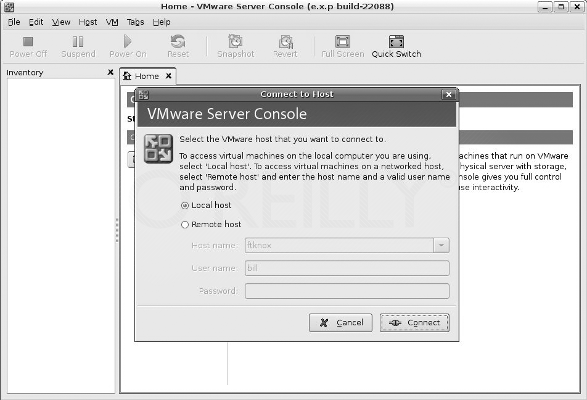 Home - VMware Server Console (e.x.p build-22088)
File Edit View Host VM Tabs Help
Power Off Suspend Power On Reset Snapshot Revert Full Screen Quick Switch
Inventory X
Home X
Connect to Host
VMware Server Console
Select the VMware host that you want to connect to.
To access virtual machines on the local computer you are using,
select 'Local host'. To access virtual machines on a networked host,
select 'Remote host' and enter the host name and a valid user name
and password.
achines that run on VMware
hysical server with storage,
nsole gives you full control
use interactivity.
O'REILLY
Local host
Remote host
Host name: ftknox
User name: bill
Password:
Cancel Connect